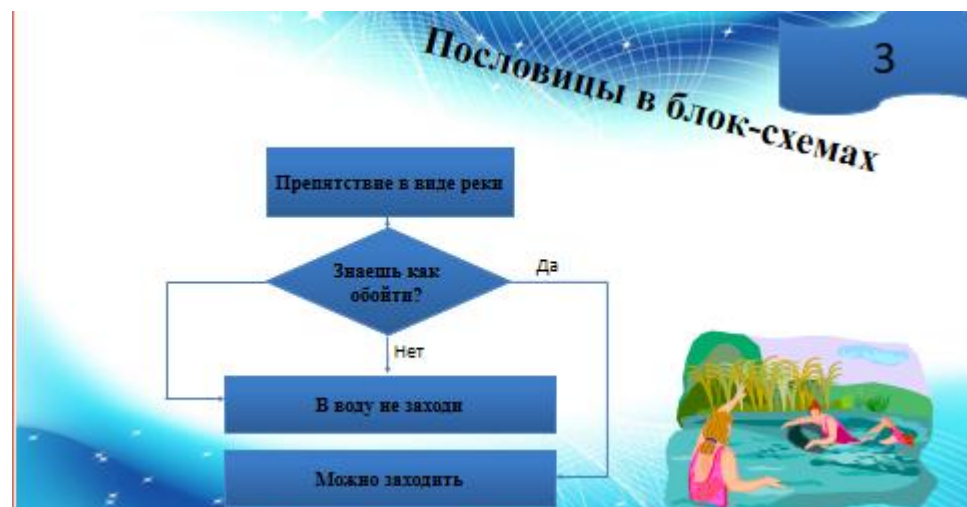 Пословицы в блок-схемах
3
Препятствие в виде реки
Знаешь как
обойти?
Да
Нет
В воду не заходи
Можно заходить